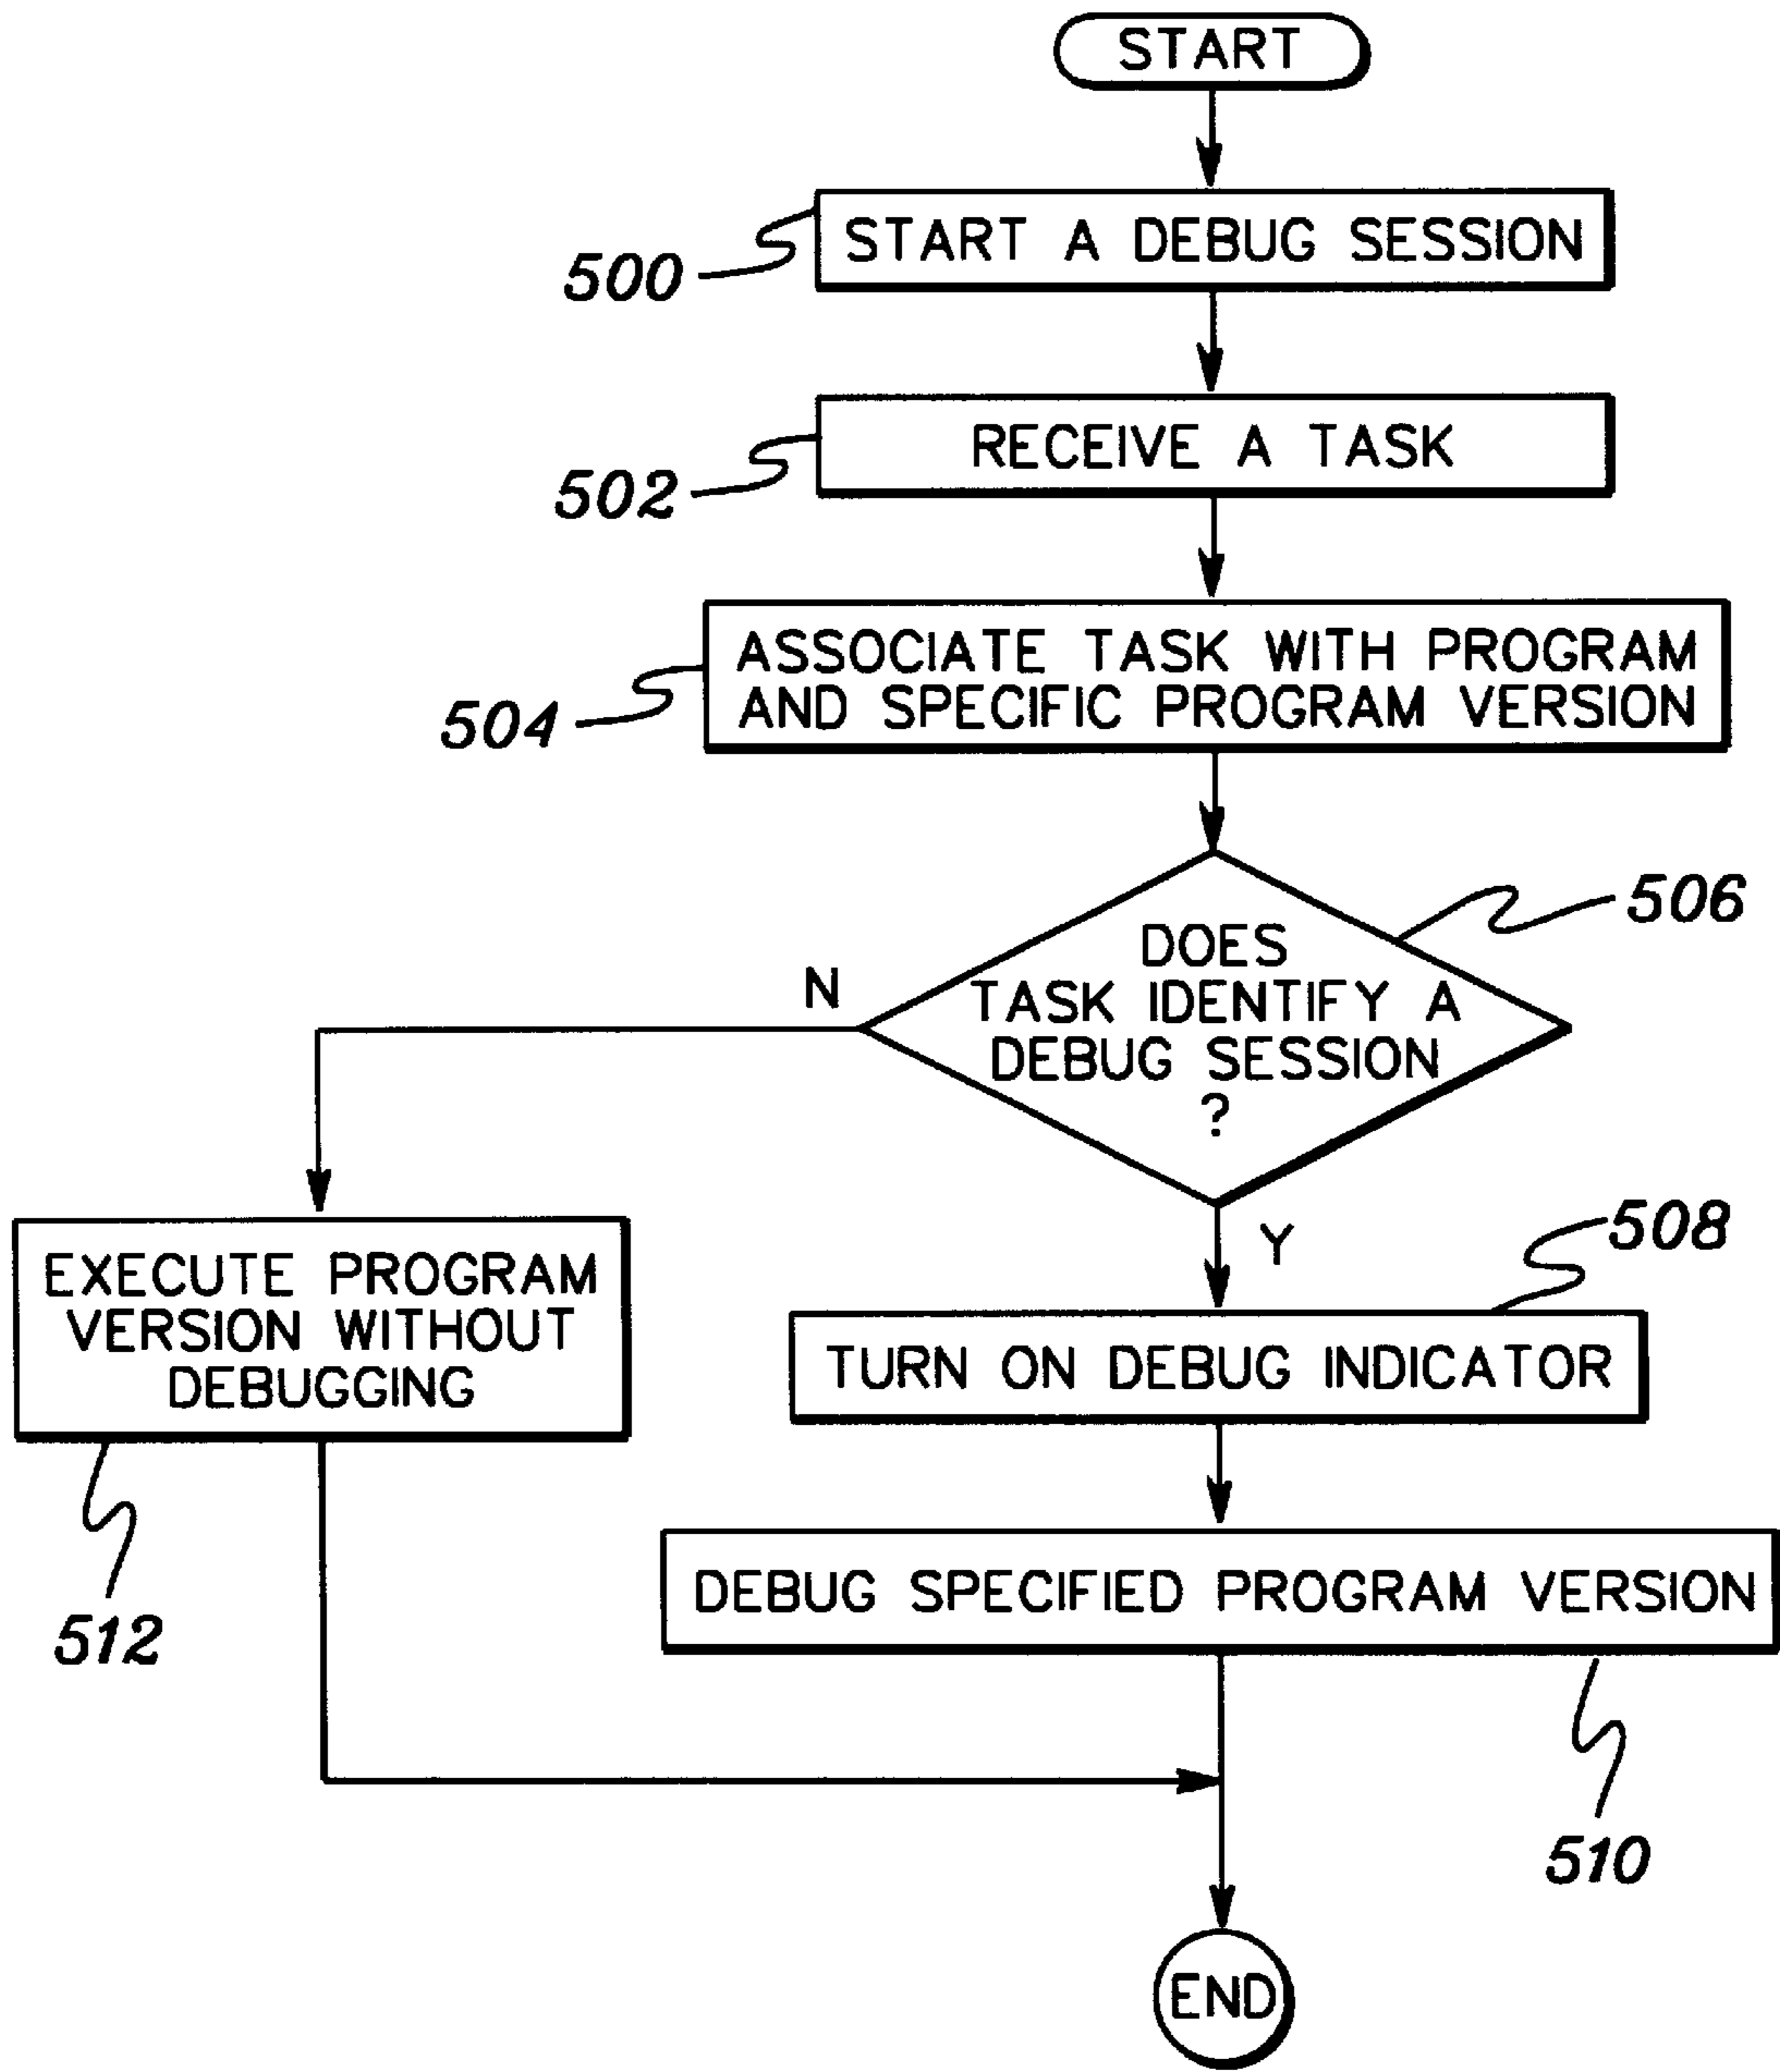 START
START A DEBUG SESSION
500
RECEIVE A TASK
502
ASSOCIATE TASK WITH PROGRAM
AND SPECIFIC PROGRAM VERSION
504
506
DOES
TASK IDENTIFY A
DEBUG SESSION
?
N
Y
508
EXECUTE PROGRAM
VERSION WITHOUT
DEBUGGING
TURN ON DEBUG INDICATOR
512
DEBUG SPECIFIED PROGRAM VERSION
510
END